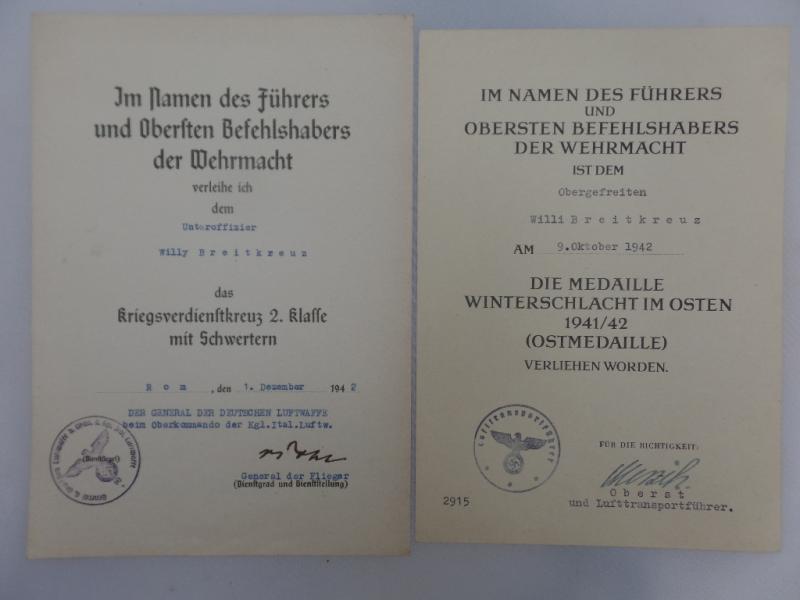 Im Namen des Führers
und Obersten Befehlshabers
der Wehrmacht
verleihe ich
dem
Unteroffizier
Willy Breitkreuz
das
Kriegsverdienstkreuz 2. Klasse
mit Schwertern
Rom, den 1. Dezember 1942
DER GENERAL DER DEUTSCHEN LUFTWAFFE
beim Oberkommando der Kgl.Ital.Luftw.
(Dienstsiegel)
General der Flieger
(Dienstgrad und Dienststellung)
IM NAMEN DES FÜHRERS
UND
OBERSTEN BEFEHLSHABERS
DER WEHRMACHT
IST DEM
Obergefreiten
Willi Breitkreuz
AM 9.Oktober 1942
DIE MEDAILLE
WINTERSCHLACHT IM OSTEN
1941/42
(OSTMEDAILLE)
VERLIEHEN WORDEN.
Lufttransportführer
FÜR DIE RICHTIGKEIT:
Oberst
und Lufttransportführer.
2915